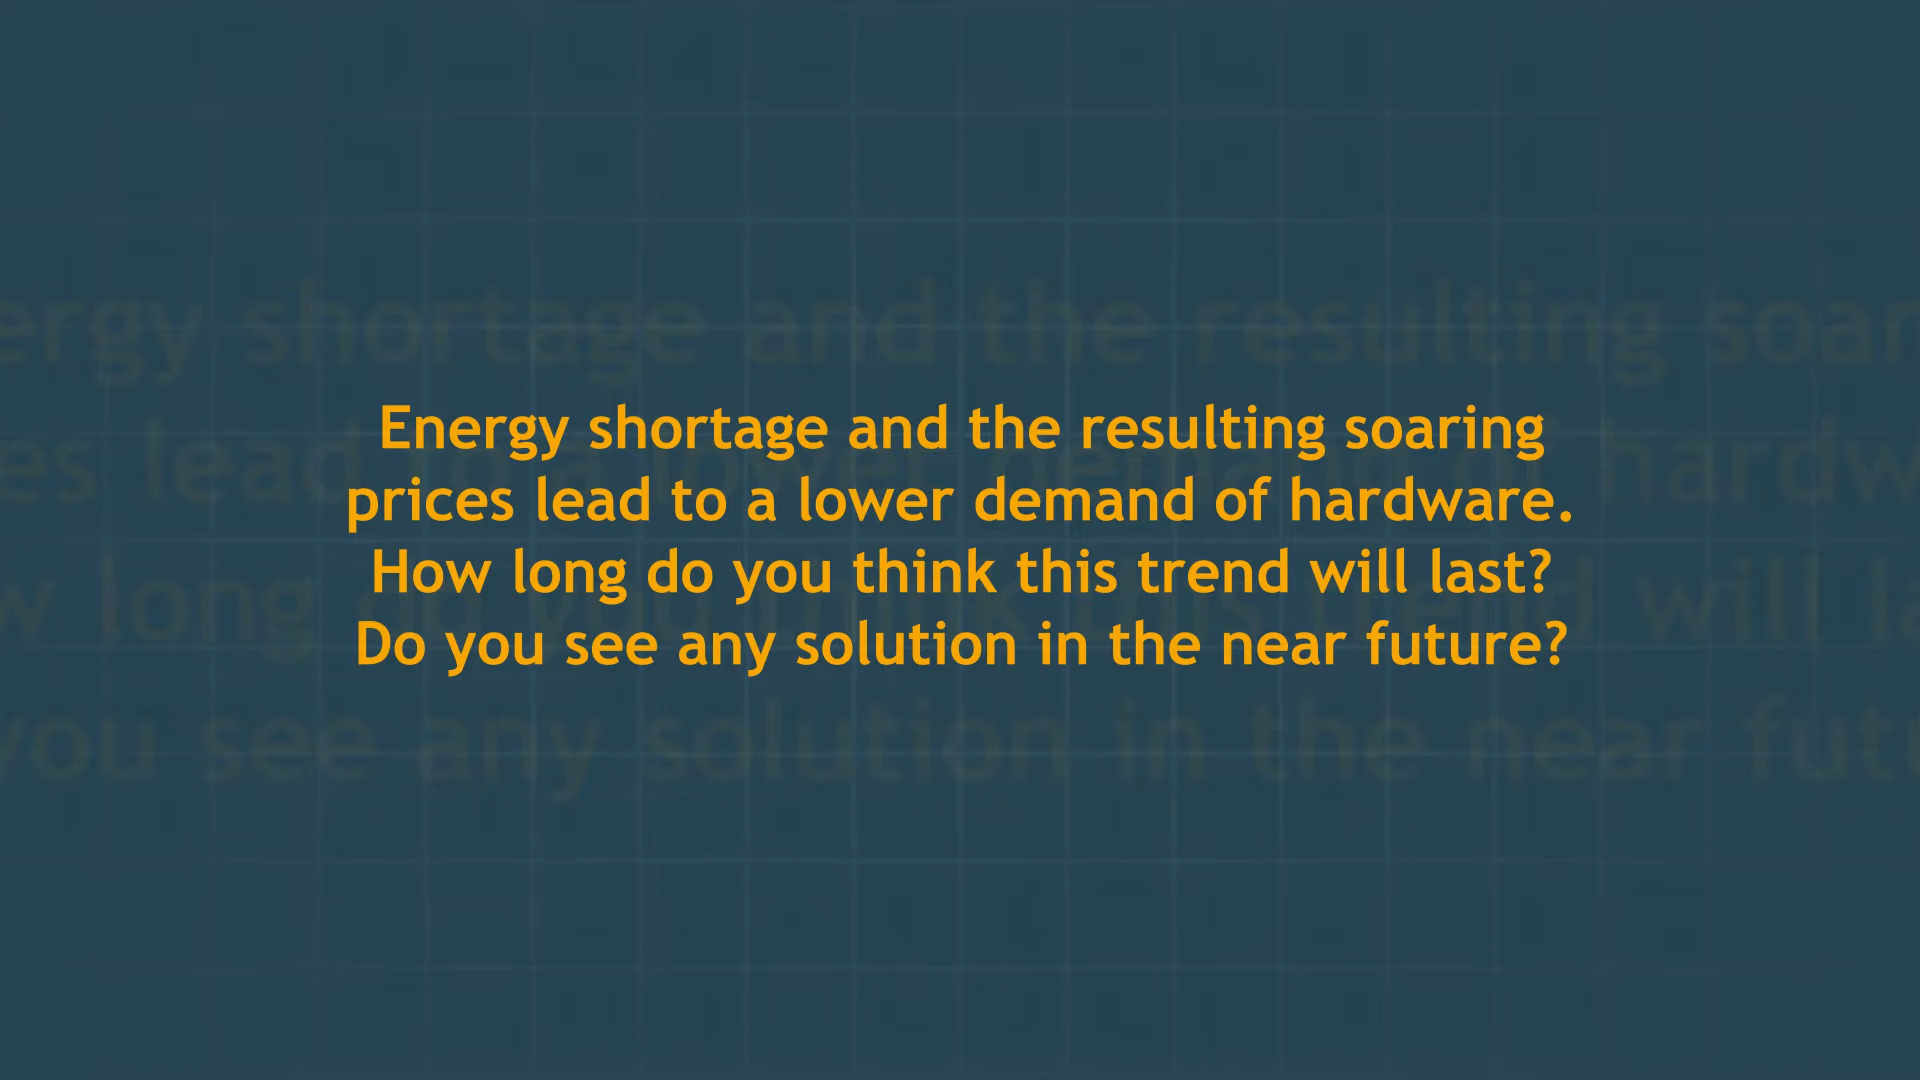 Energy shortage and the resulting soaring
prices lead to a lower demand of hardware.
How long do you think this trend will last?
Do you see any solution in the near future?